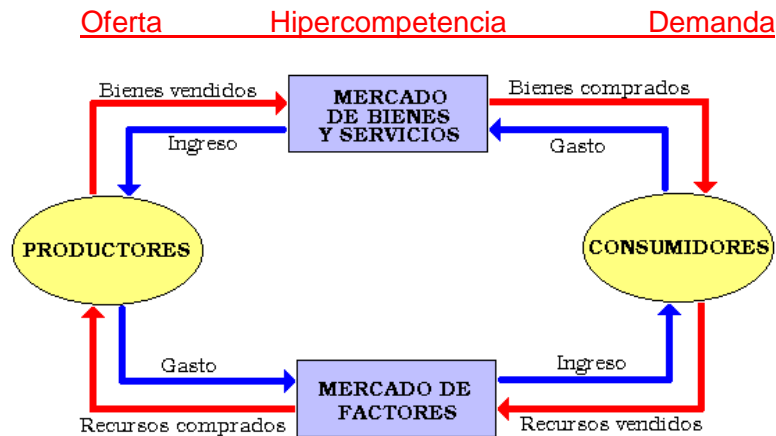 Oferta Hipercompetencia Demanda
Bienes vendidos
MERCADO
DE BIENES
Y SERVICIOS
Bienes comprados
Ingreso
Gasto
PRODUCTORES
CONSUMIDORES
Gasto
MERCADO DE
FACTORES
Ingreso
Recursos comprados
Recursos vendidos